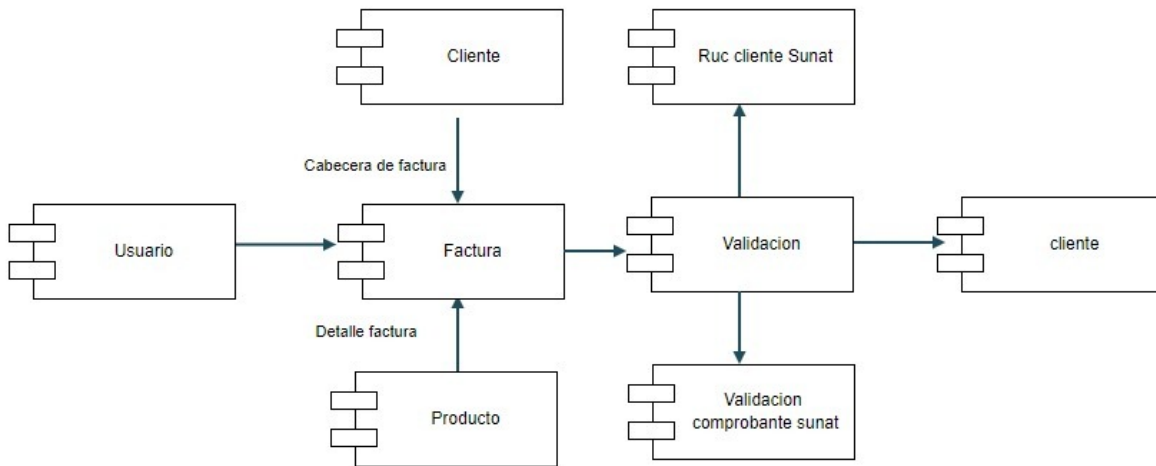 Cliente
Ruc cliente Sunat
Cabecera de factura
Usuario
Factura
Validacion
cliente
Detalle factura
Producto
Validacion
comprobante sunat